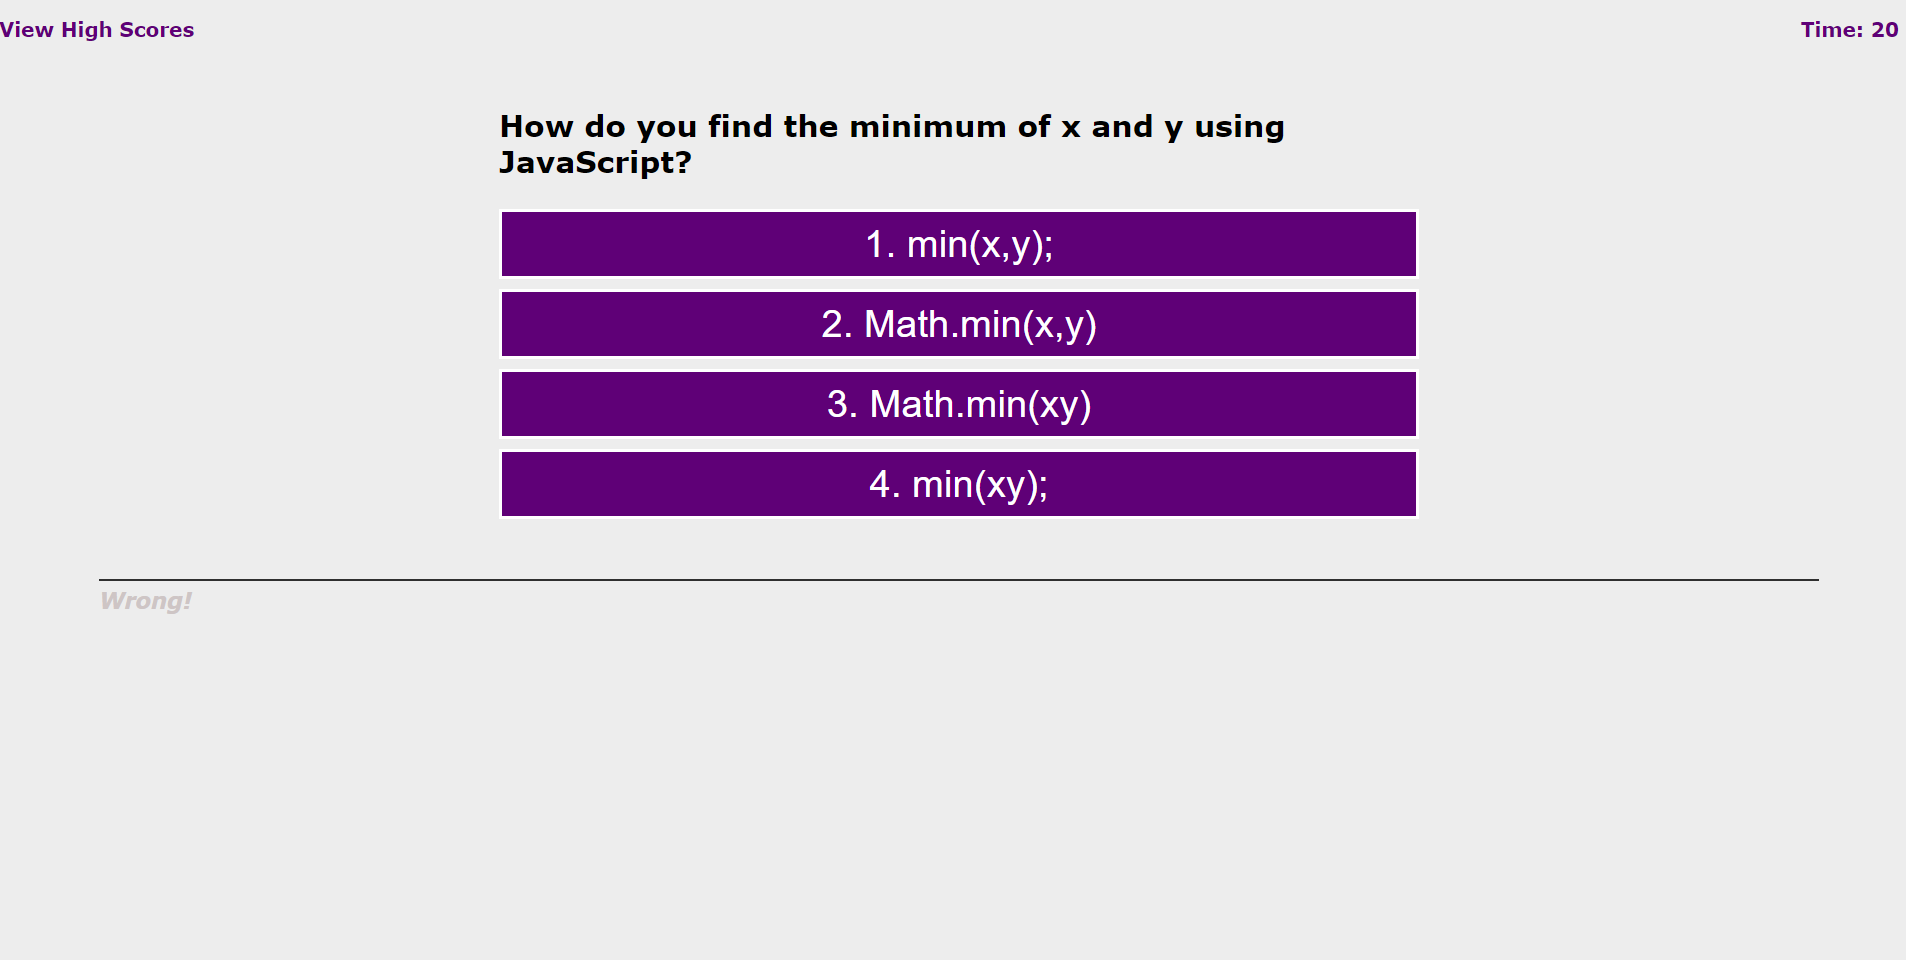 View High Scores
Time: 20
How do you find the minimum of x and y using
JavaScript?
1. min(x,y);
2. Math.min(x,y)
3. Math.min(xy)
4. min(xy);
Wrong!